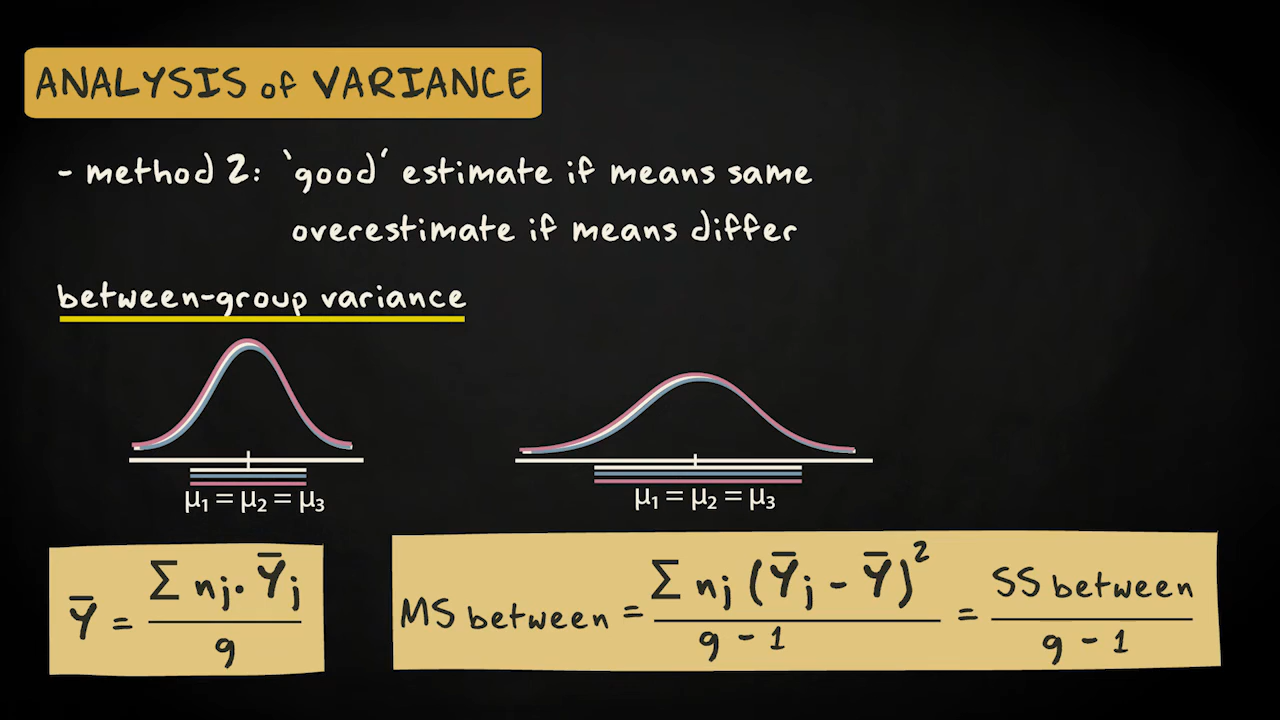 ANALYSIS of VARIANCE
- method 2: 'good' estimate if means same
overestimate if means differ
between-group variance
μ₁ = μ₂ = μ₃
μ₁ = μ₂ = μ₃
Ȳ = Σ nj · Ȳj / g
MS between = Σ nj (Ȳj - Ȳ)² / g - 1 = SS between / g - 1